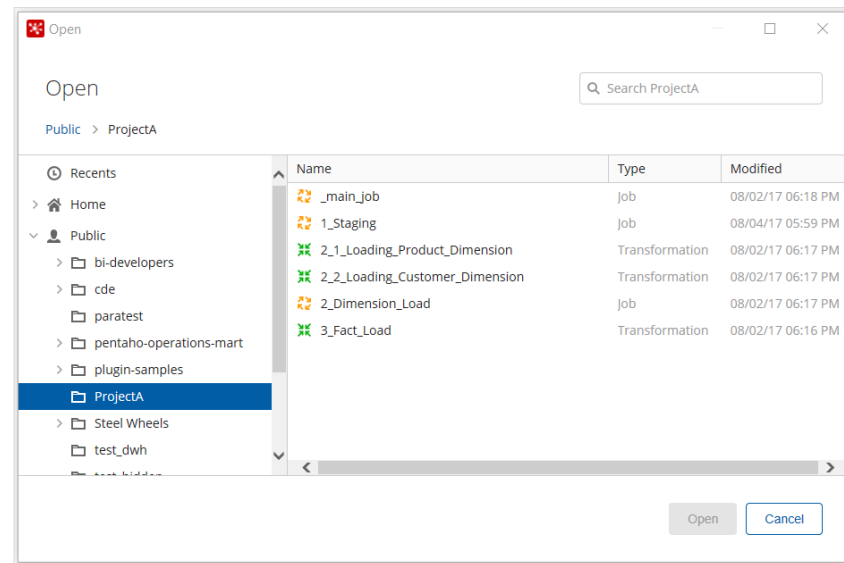 Open
Open
Search ProjectA
Public > ProjectA
Recents
Home
Public
bi-developers
cde
paratest
pentaho-operations-mart
plugin-samples
ProjectA
Steel Wheels
test_dwh
Name Type Modified
_main_job Job 08/02/17 06:18 PM
1_Staging Job 08/04/17 05:59 PM
2_1_Loading_Product_Dimension Transformation 08/02/17 06:17 PM
2_2_Loading_Customer_Dimension Transformation 08/02/17 06:17 PM
2_Dimension_Load Job 08/02/17 06:17 PM
3_Fact_Load Transformation 08/02/17 06:16 PM
Open Cancel